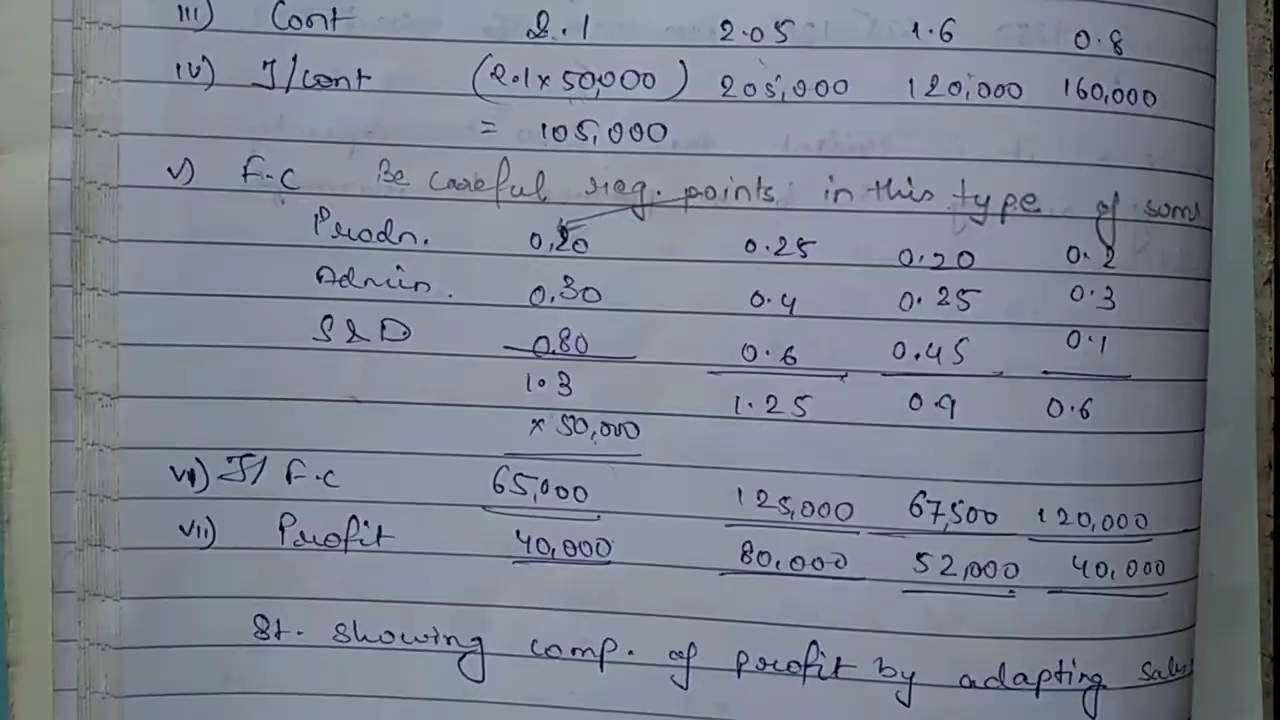 III) Cont 2.1 2.05 1.6 0.8
IV) T/cont (2.1 x 50,000) 205,000 120,000 160,000
= 105,000
V) F.C Be careful reg. points in this type of sums
Prodn. 0.20 0.25 0.20 0.2
Admin. 0.30 0.4 0.25 0.3
S&D 0.80 0.6 0.45 0.1
1.3 1.25 0.9 0.6
x 50,000
VI) T/ F.C 65,000 125,000 67,500 120,000
VII) Profit 40,000 80,000 52,000 40,000
St. showing comp. of profit by adapting sales